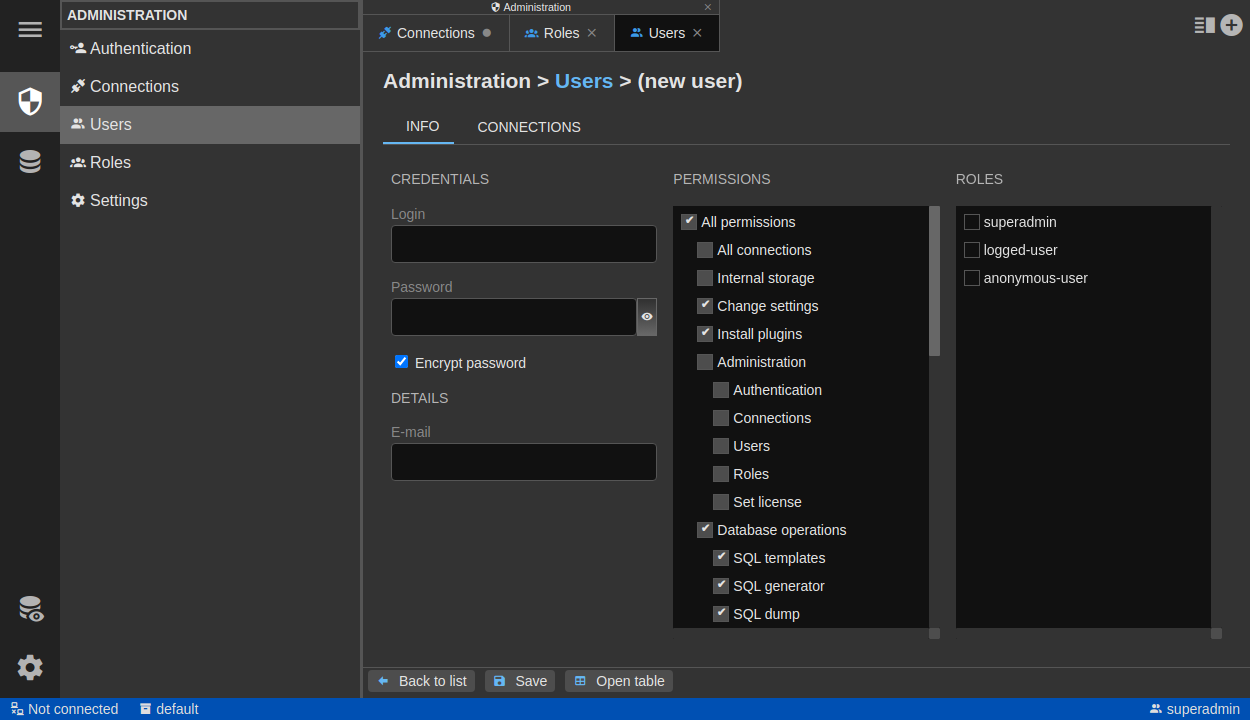 ADMINISTRATION
Authentication
Connections
Users
Roles
Settings
Administration
Connections
Roles
Users
Administration > Users > (new user)
INFO
CONNECTIONS
CREDENTIALS
Login
Password
Encrypt password
DETAILS
E-mail
PERMISSIONS
All permissions
All connections
Internal storage
Change settings
Install plugins
Administration
Authentication
Connections
Users
Roles
Set license
Database operations
SQL templates
SQL generator
SQL dump
ROLES
superadmin
logged-user
anonymous-user
Back to list
Save
Open table
Not connected
default
superadmin